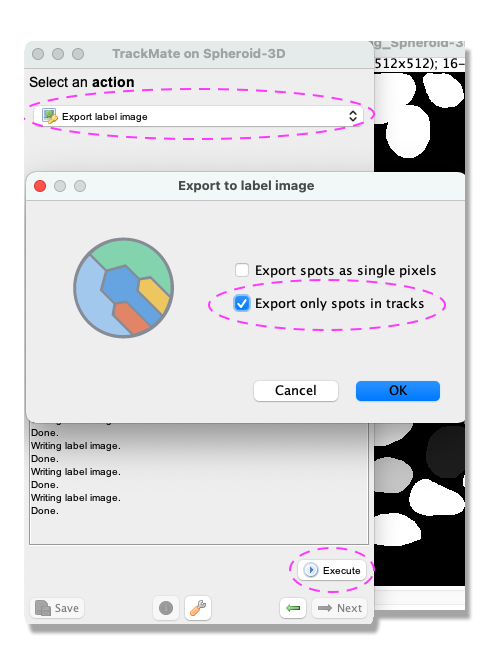 TrackMate on Spheroid-3D
g_Spheroid-3
Select an action
512x512); 16-
Export label image
Export to label image
Export spots as single pixels
Export only spots in tracks
Cancel
OK
Writing label image.
Done.
Writing label image.
Done.
Writing label image.
Done.
Writing label image.
Done.
Execute
Save
Next